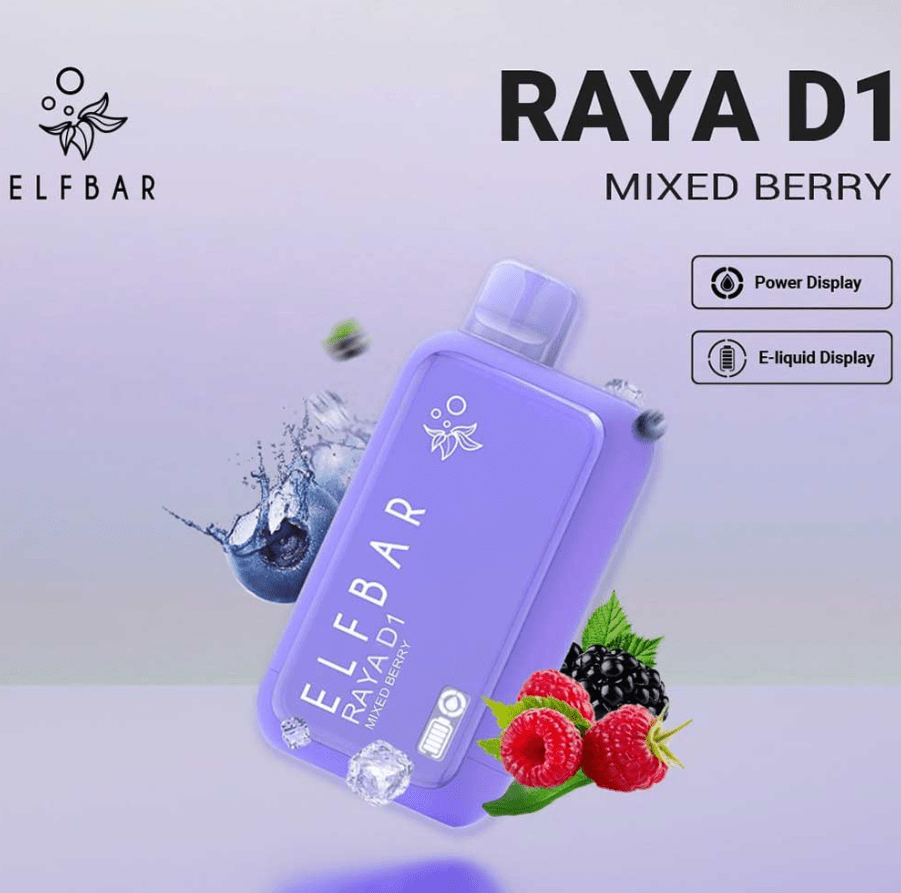 ELFBAR
RAYA D1
MIXED BERRY
Power Display
E-liquid Display
ELFBAR
RAYA D1
MIXED BERRY